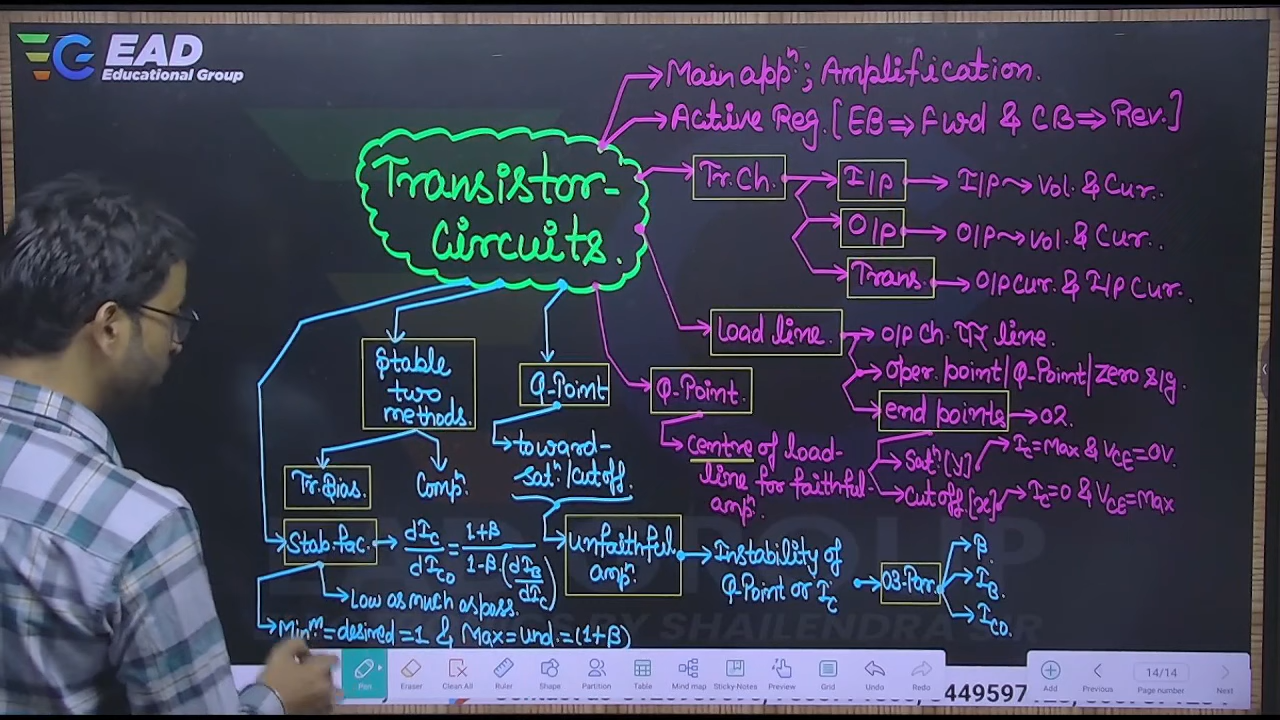 EAD
Educational Group
Main appⁿ; Amplification.
Active Reg. [EB ⇒ Fwd & CB ⇒ Rev.]
Transistor-
circuits.
Tr. Ch.
I/p → I/p → Vol. & Cur.
O/p → O/p → Vol. & Cur..
Trans. → O/p Cur. & I/p Cur..
Load line. → O/p Ch. Tr line.
Oper. point/Q-Point/zero sig.
end points → 02.
Satⁿ. [y] → Ic = Max & VCE = 0V.
Cut off. [x] → Ic = 0 & VCE = Max
Q-Point.
centre of load-
line for faithful-
ampⁿ.
Q-Point
toward-
satⁿ./cutoff.
unfaithful
ampⁿ.
Instability of
Q-Point or Ic
03-Par.
β.
IB.
ICO.
Stable
two
methods.
Tr. Bias.
Compⁿ.
Stab. fac. → dIC/dICO = (1+β)/(1-β.(dIB/dIC))
Low as much as poss.
Minᵐ. = desired = 1 & Max = und. = (1+β)
BY SHAILENDRA SIR
Pen Eraser Clean All Ruler Shape Partition Table Mind map Sticky-Notes Preview Grid Undo Redo
Add Previous 14/14 Page number Next
449597